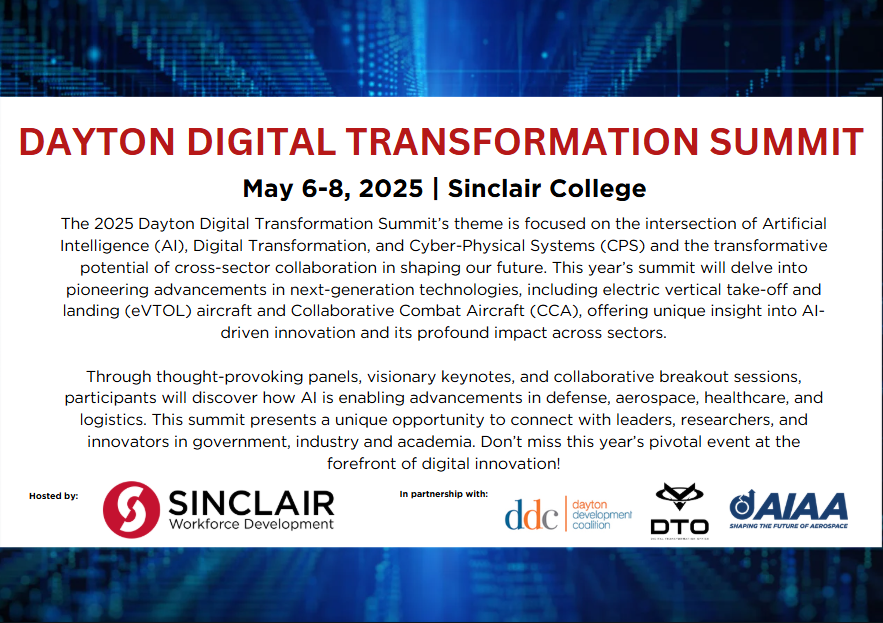 DAYTON DIGITAL TRANSFORMATION SUMMIT
May 6-8, 2025 | Sinclair College
The 2025 Dayton Digital Transformation Summit’s theme is focused on the intersection of Artificial
Intelligence (AI), Digital Transformation, and Cyber-Physical Systems (CPS) and the transformative
potential of cross-sector collaboration in shaping our future. This year’s summit will delve into
pioneering advancements in next-generation technologies, including electric vertical take-off and
landing (eVTOL) aircraft and Collaborative Combat Aircraft (CCA), offering unique insight into AI-
driven innovation and its profound impact across sectors.
Through thought-provoking panels, visionary keynotes, and collaborative breakout sessions,
participants will discover how AI is enabling advancements in defense, aerospace, healthcare, and
logistics. This summit presents a unique opportunity to connect with leaders, researchers, and
innovators in government, industry and academia. Don’t miss this year’s pivotal event at the
forefront of digital innovation!
Hosted by:
SINCLAIR
Workforce Development
In partnership with:
ddc
dayton
development
coalition
DTO
DIGITAL TRANSFORMATION OFFICE
AIAA
SHAPING THE FUTURE OF AEROSPACE